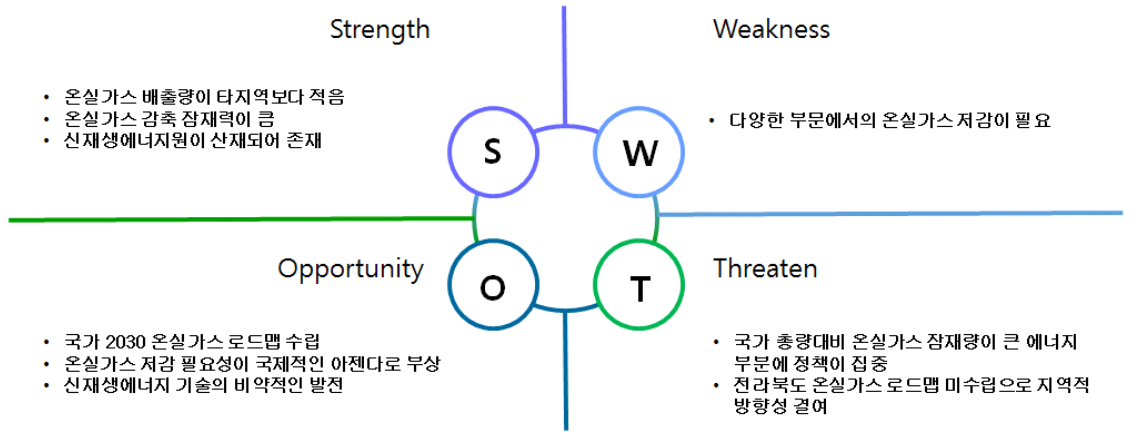 Strength
• 온실가스 배출량이 타지역보다 적음
• 온실가스 감축 잠재력이 큼
• 신재생에너지원이 산재되어 존재
Weakness
• 다양한 부문에서의 온실가스 저감이 필요
S
W
O
T
Opportunity
• 국가 2030 온실가스 로드맵 수립
• 온실가스 저감 필요성이 국제적인 아젠다로 부상
• 신재생에너지 기술의 비약적인 발전
Threaten
• 국가 총량대비 온실가스 잠재량이 큰 에너지
부분에 정책이 집중
• 전라북도 온실가스 로드맵 미수립으로 지역적
방향성 결여